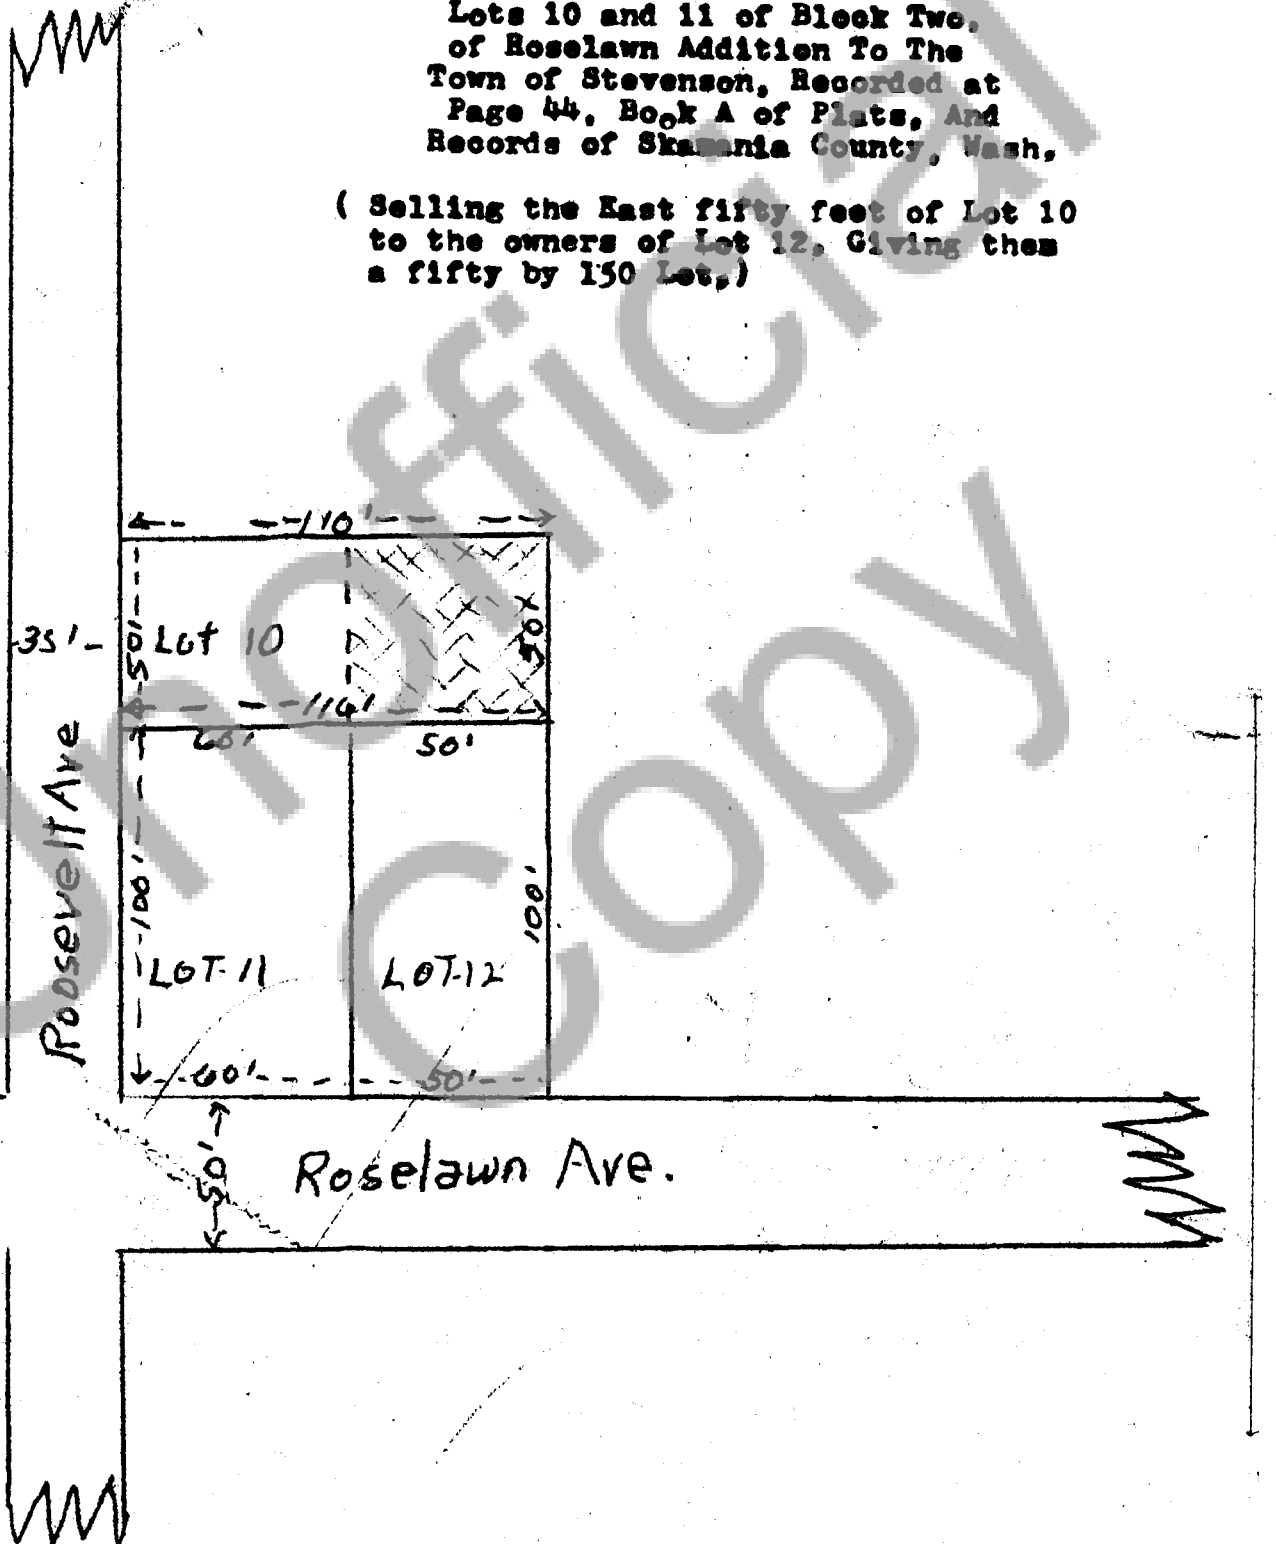 Lots 10 and 11 of Block Two,
of Roselawn Addition To The
Town of Stevenson, Recorded at
Page 44, Book A of Plats, And
Records of Skamania County, Wash,
( Selling the East fifty feet of Lot 10
to the owners of Lot 12, Giving them
a fifty by 150 Lot,)
110'
35'
50'
Lot 10
50'
110'
60'
50'
Roosevelt Ave
100'
100'
LOT-11
LOT-12
60'
50'
50'
Roselawn Ave.
Unofficial
Copy